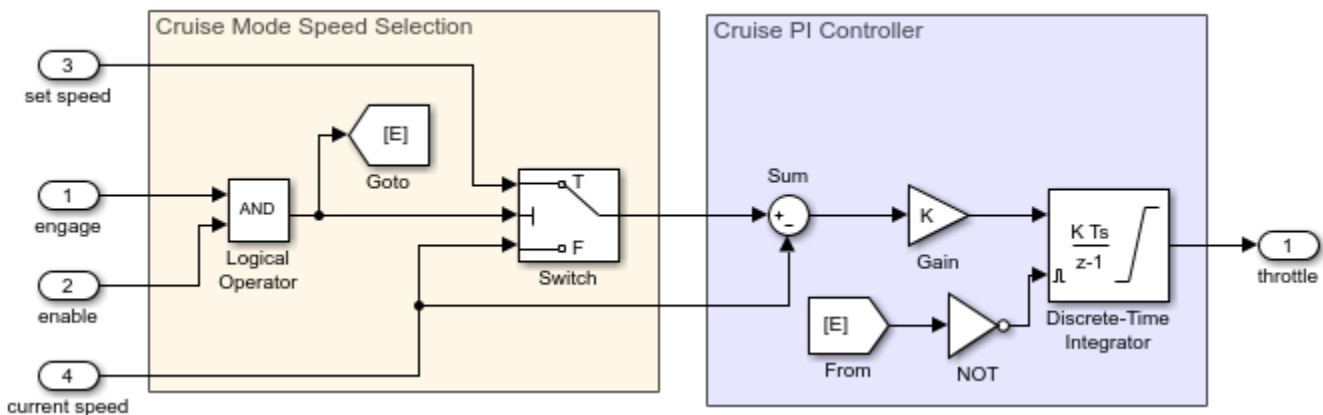 Cruise Mode Speed Selection
Cruise PI Controller
3
set speed
[E]
Goto
1
engage
AND
Logical
Operator
2
enable
T
F
Switch
4
current speed
Sum
+
−
K
Gain
K Ts
z-1
Discrete-Time
Integrator
[E]
From
NOT
1
throttle